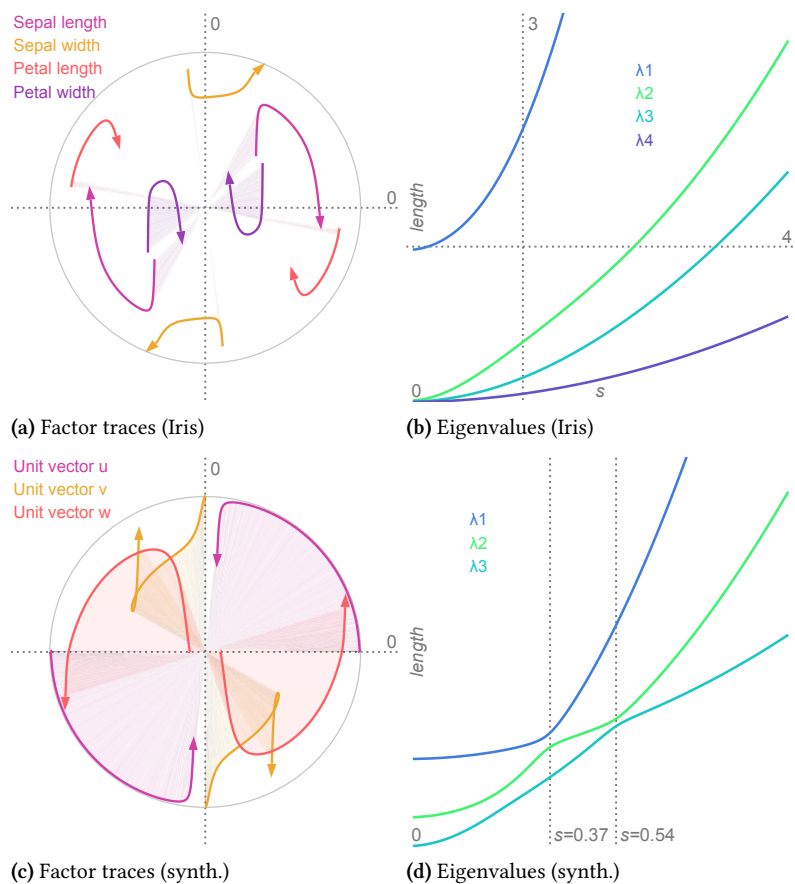 Sepal length
Sepal width
Petal length
Petal width
0
0
3
λ1
λ2
λ3
λ4
length
4
0
s
(a) Factor traces (Iris)
(b) Eigenvalues (Iris)
Unit vector u
Unit vector v
Unit vector w
0
0
λ1
λ2
λ3
length
0
s=0.37
s=0.54
(c) Factor traces (synth.)
(d) Eigenvalues (synth.)